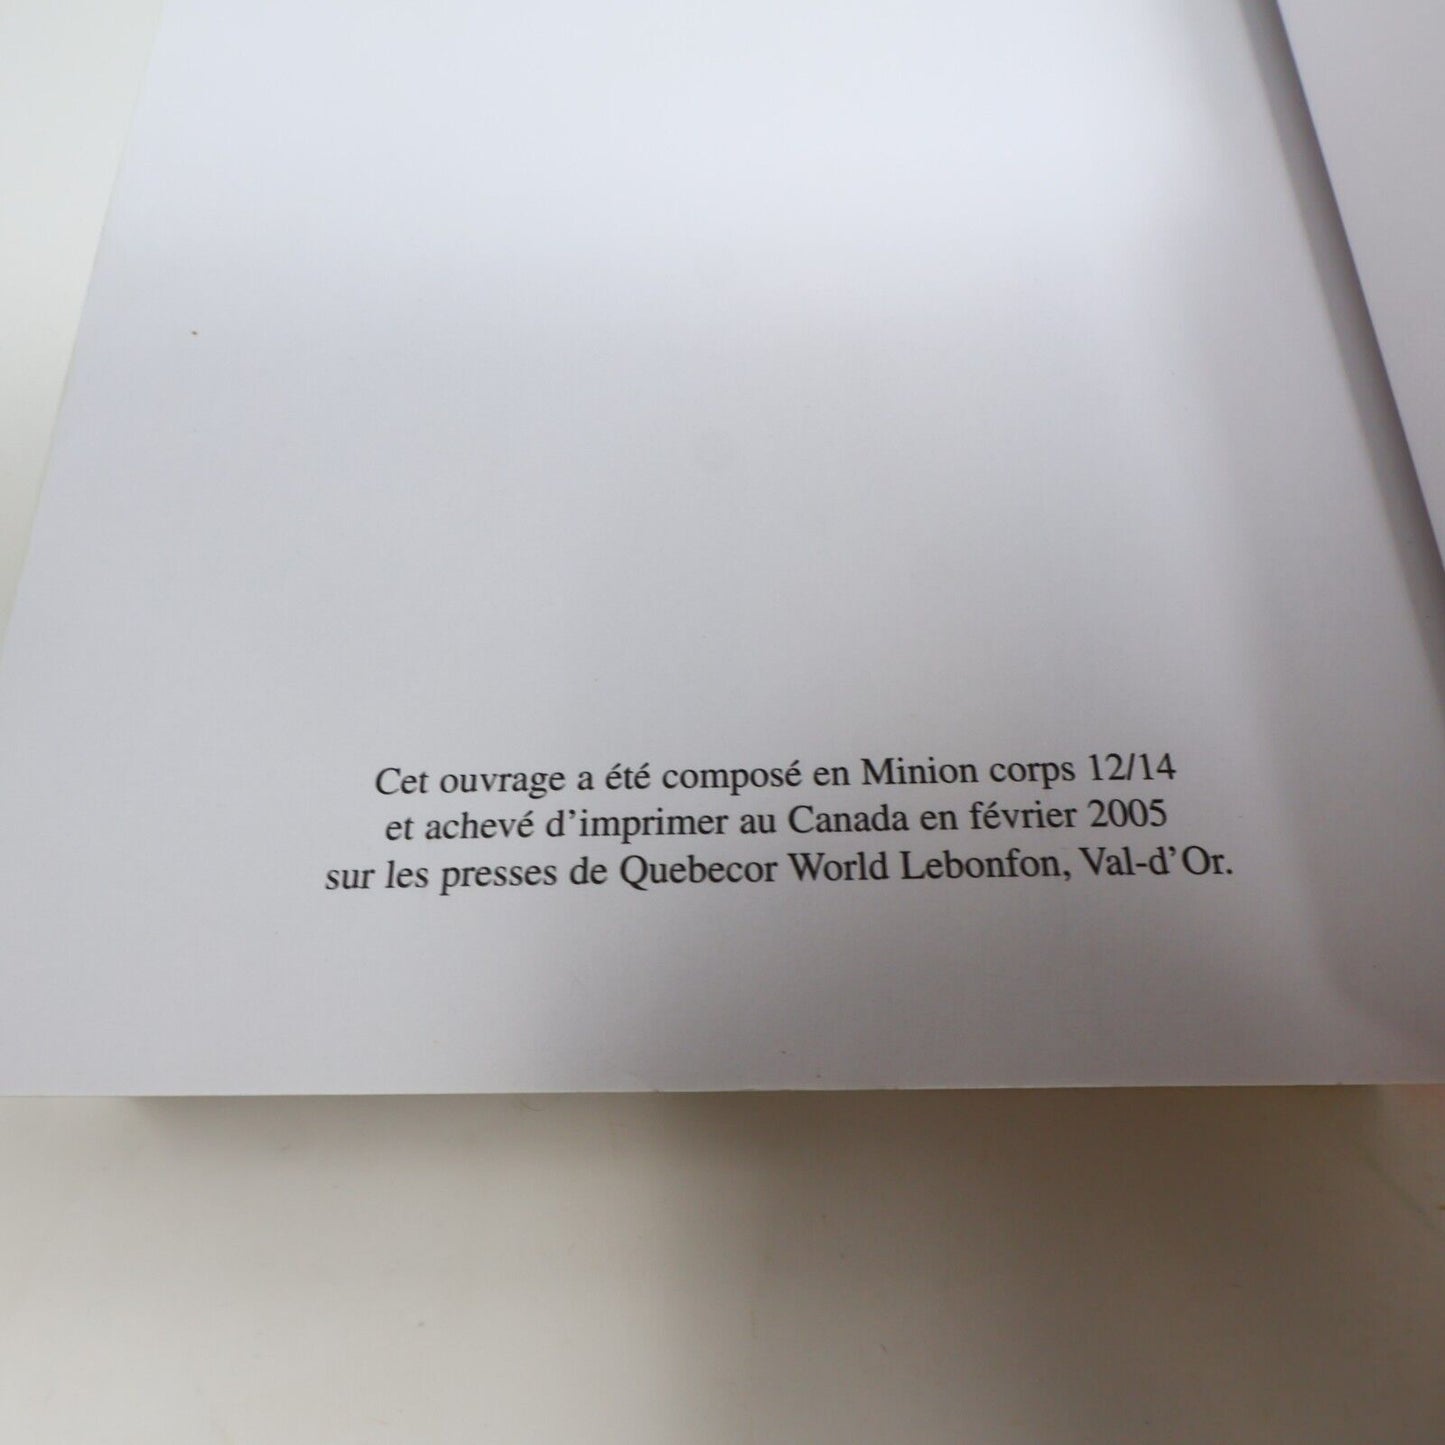 Cet ouvrage a été composé en Minion corps 12/14
et achevé d'imprimer au Canada en février 2005
sur les presses de Quebecor World Lebonfon, Val-d'Or.